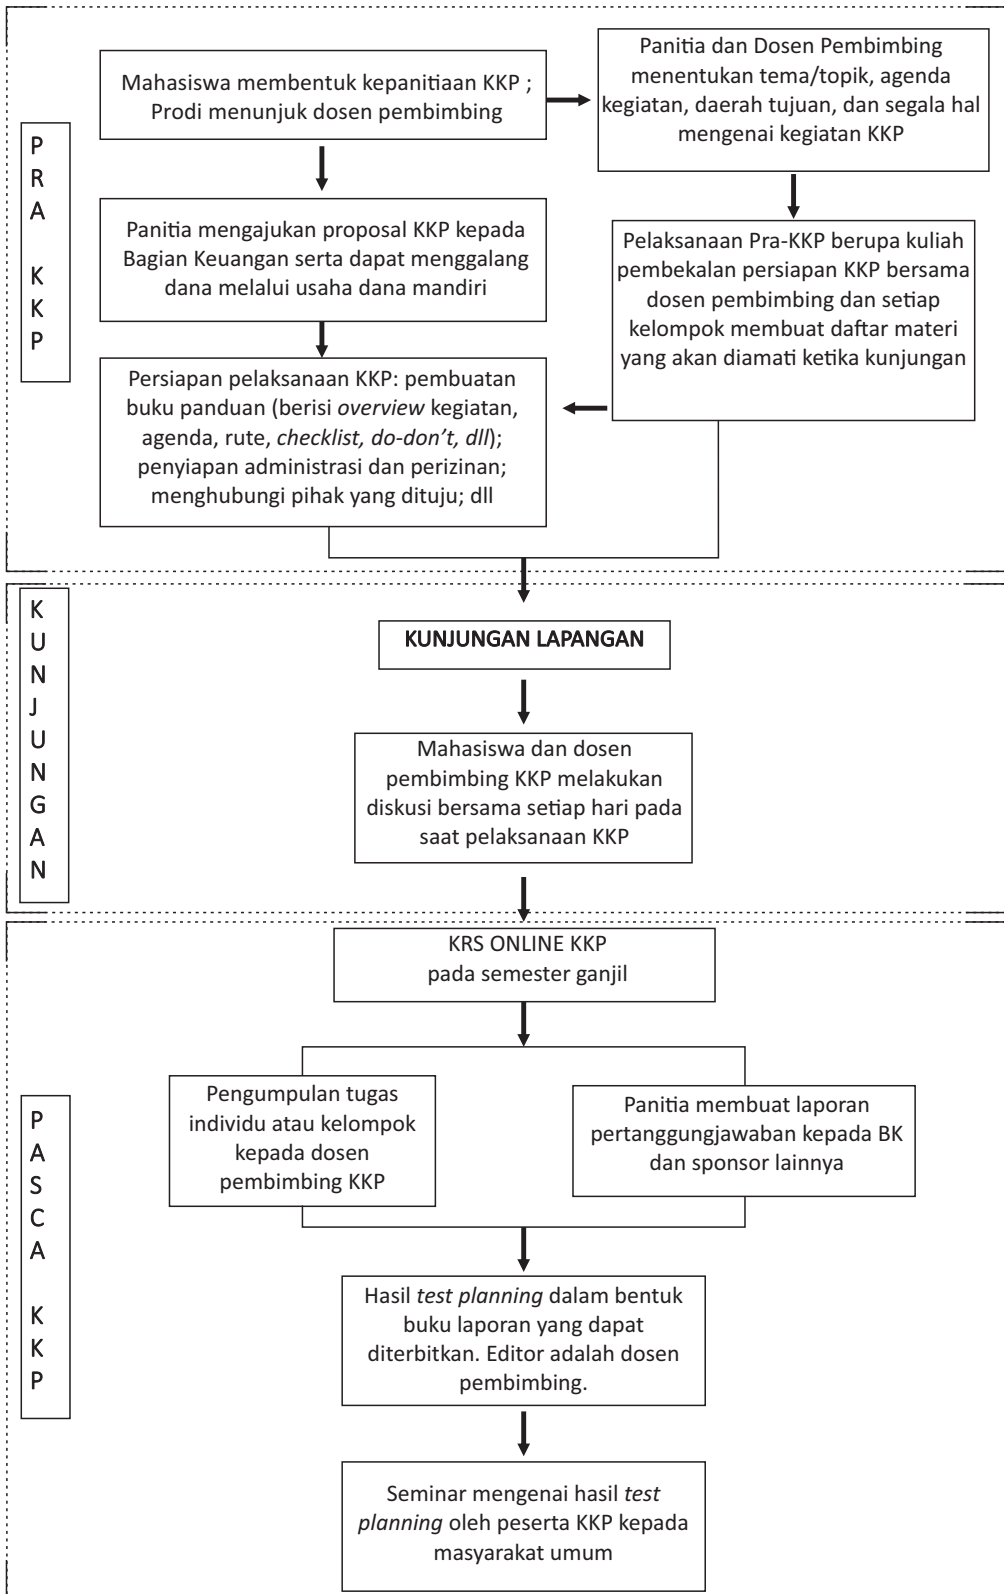 PRA KKP
Mahasiswa membentuk kepanitiaan KKP ;
Prodi menunjuk dosen pembimbing
Panitia dan Dosen Pembimbing
menentukan tema/topik, agenda
kegiatan, daerah tujuan, dan segala hal
mengenai kegiatan KKP
Panitia mengajukan proposal KKP kepada
Bagian Keuangan serta dapat menggalang
dana melalui usaha dana mandiri
Pelaksanaan Pra-KKP berupa kuliah
pembekalan persiapan KKP bersama
dosen pembimbing dan setiap
kelompok membuat daftar materi
yang akan diamati ketika kunjungan
Persiapan pelaksanaan KKP: pembuatan
buku panduan (berisi overview kegiatan,
agenda, rute, checklist, do-don't, dll);
penyiapan administrasi dan perizinan;
menghubungi pihak yang dituju; dll
KUNJUNGAN
KUNJUNGAN LAPANGAN
Mahasiswa dan dosen
pembimbing KKP melakukan
diskusi bersama setiap hari pada
saat pelaksanaan KKP
PASCA KKP
KRS ONLINE KKP
pada semester ganjil
Pengumpulan tugas
individu atau kelompok
kepada dosen
pembimbing KKP
Panitia membuat laporan
pertanggungjawaban kepada BK
dan sponsor lainnya
Hasil test planning dalam bentuk
buku laporan yang dapat
diterbitkan. Editor adalah dosen
pembimbing.
Seminar mengenai hasil test
planning oleh peserta KKP kepada
masyarakat umum